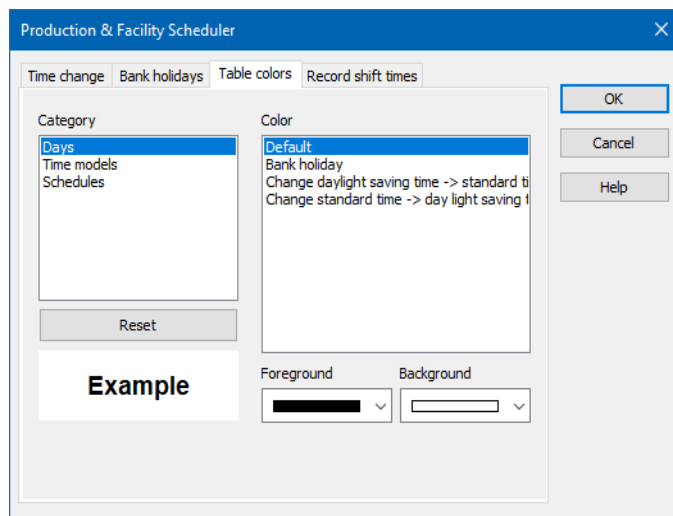 Production & Facility Scheduler
Time change
Bank holidays
Table colors
Record shift times
OK
Cancel
Help
Category
Days
Time models
Schedules
Reset
Example
Color
Default
Bank holiday
Change daylight saving time -> standard ti
Change standard time -> day light saving t
Foreground
Background